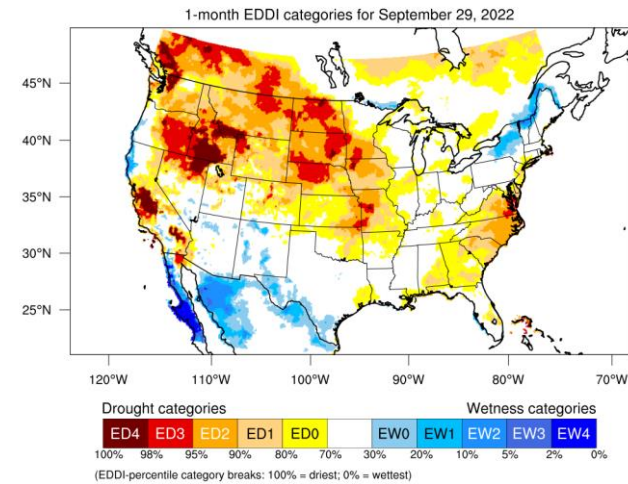 1-month EDDI categories for September 29, 2022
45°N
40°N
35°N
30°N
25°N
120°W 110°W 100°W 90°W 80°W 70°W
Drought categories Wetness categories
ED4 ED3 ED2 ED1 ED0 EW0 EW1 EW2 EW3 EW4
100% 98% 95% 90% 80% 70% 30% 20% 10% 5% 2% 0%
(EDDI-percentile category breaks: 100% = driest; 0% = wettest)